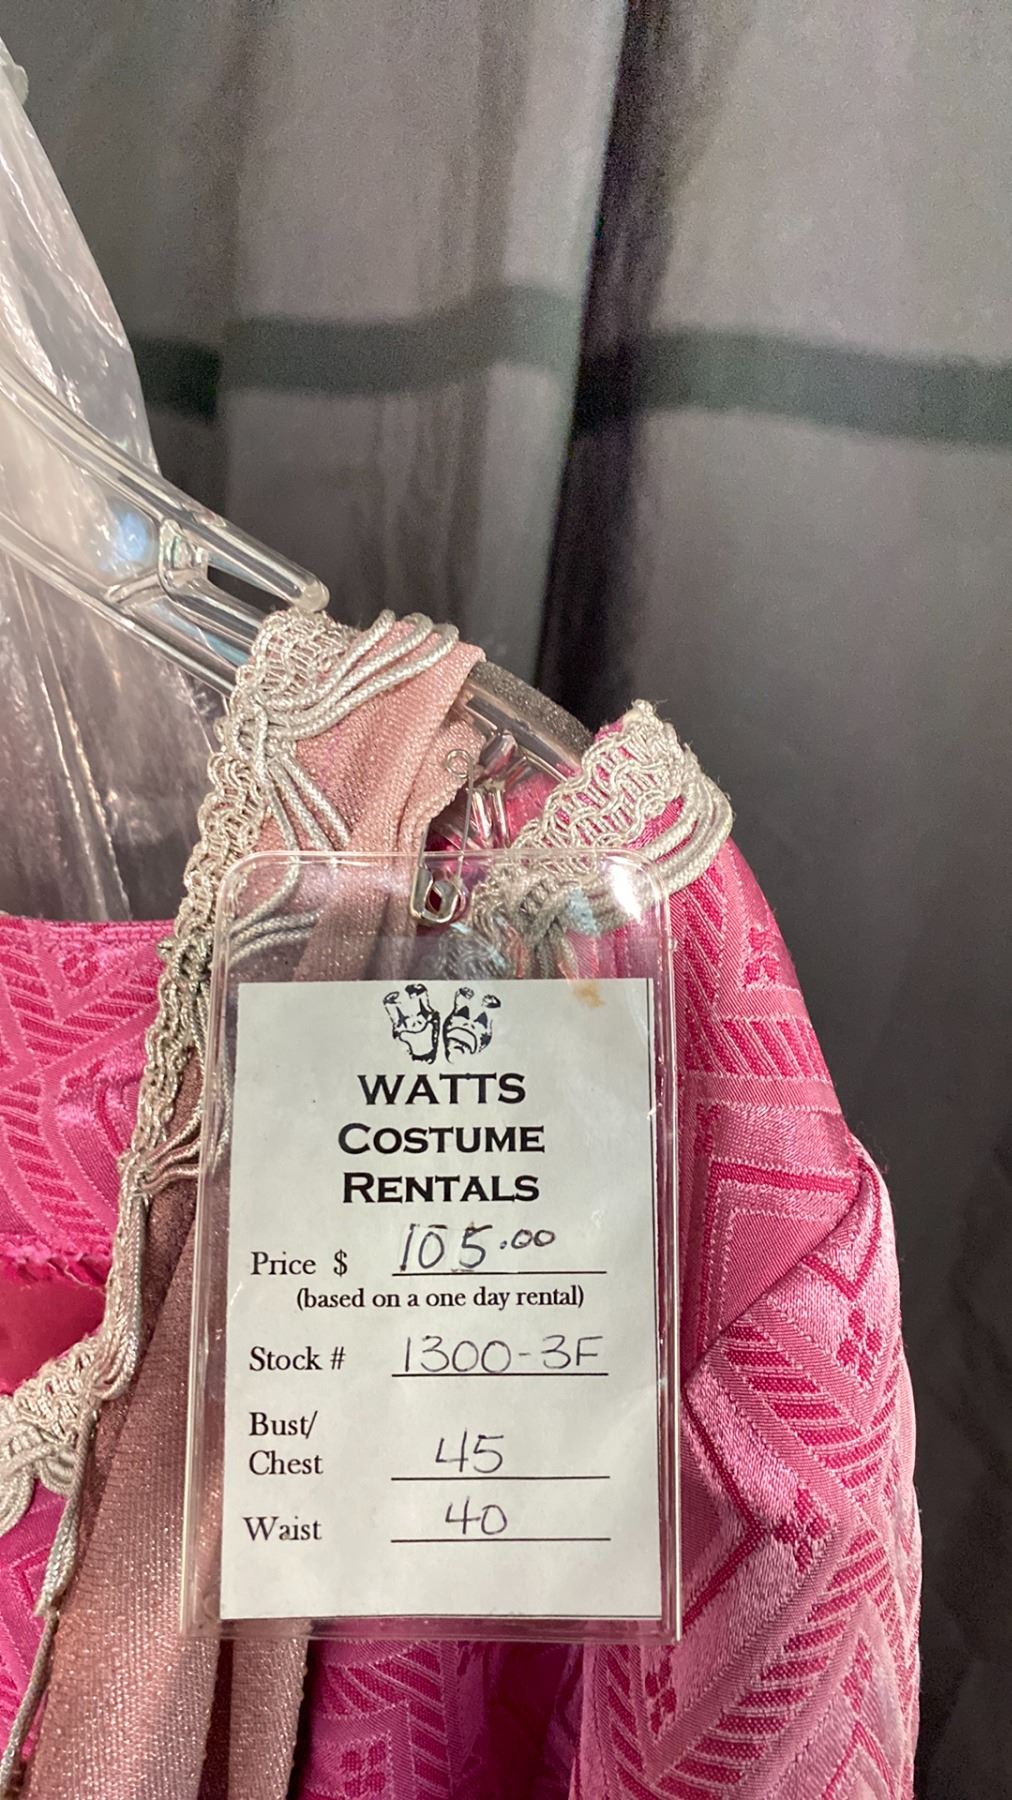 WATTS
COSTUME
RENTALS
Price $ 105.00
(based on a one day rental)
Stock # 1300-3F
Bust/
Chest 45
Waist 40